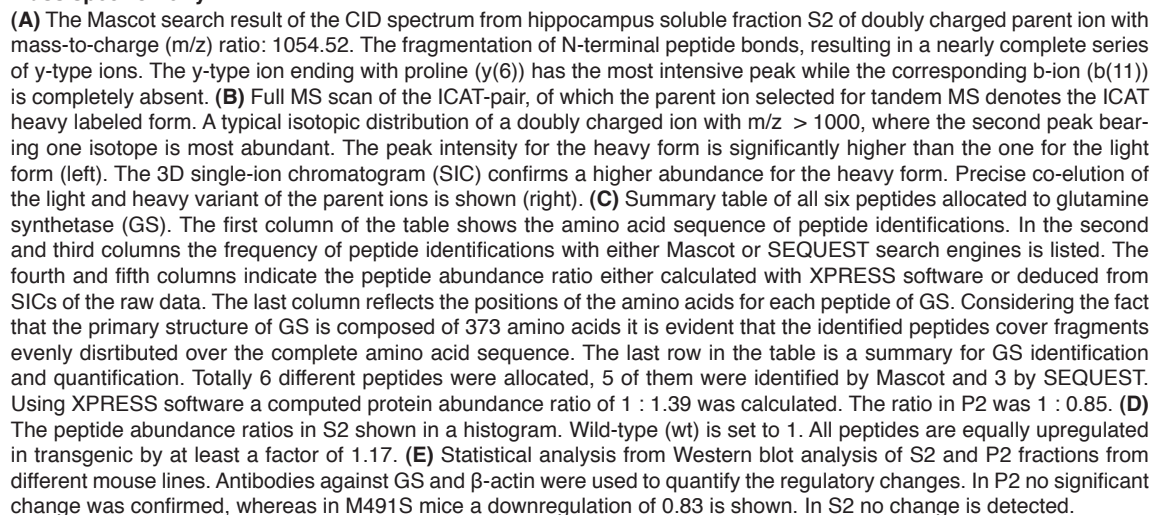 (A) The Mascot search result of the CID spectrum from hippocampus soluble fraction S2 of doubly charged parent ion with
mass-to-charge (m/z) ratio: 1054.52. The fragmentation of N-terminal peptide bonds, resulting in a nearly complete series
of y-type ions. The y-type ion ending with proline (y(6)) has the most intensive peak while the corresponding b-ion (b(11))
is completely absent. (B) Full MS scan of the ICAT-pair, of which the parent ion selected for tandem MS denotes the ICAT
heavy labeled form. A typical isotopic distribution of a doubly charged ion with m/z > 1000, where the second peak bear-
ing one isotope is most abundant. The peak intensity for the heavy form is significantly higher than the one for the light
form (left). The 3D single-ion chromatogram (SIC) confirms a higher abundance for the heavy form. Precise co-elution of
the light and heavy variant of the parent ions is shown (right). (C) Summary table of all six peptides allocated to glutamine
synthetase (GS). The first column of the table shows the amino acid sequence of peptide identifications. In the second
and third columns the frequency of peptide identifications with either Mascot or SEQUEST search engines is listed. The
fourth and fifth columns indicate the peptide abundance ratio either calculated with XPRESS software or deduced from
SICs of the raw data. The last column reflects the positions of the amino acids for each peptide of GS. Considering the fact
that the primary structure of GS is composed of 373 amino acids it is evident that the identified peptides cover fragments
evenly disrtibuted over the complete amino acid sequence. The last row in the table is a summary for GS identification
and quantification. Totally 6 different peptides were allocated, 5 of them were identified by Mascot and 3 by SEQUEST.
Using XPRESS software a computed protein abundance ratio of 1 : 1.39 was calculated. The ratio in P2 was 1 : 0.85. (D)
The peptide abundance ratios in S2 shown in a histogram. Wild-type (wt) is set to 1. All peptides are equally upregulated
in transgenic by at least a factor of 1.17. (E) Statistical analysis from Western blot analysis of S2 and P2 fractions from
different mouse lines. Antibodies against GS and β-actin were used to quantify the regulatory changes. In P2 no significant
change was confirmed, whereas in M491S mice a downregulation of 0.83 is shown. In S2 no change is detected.